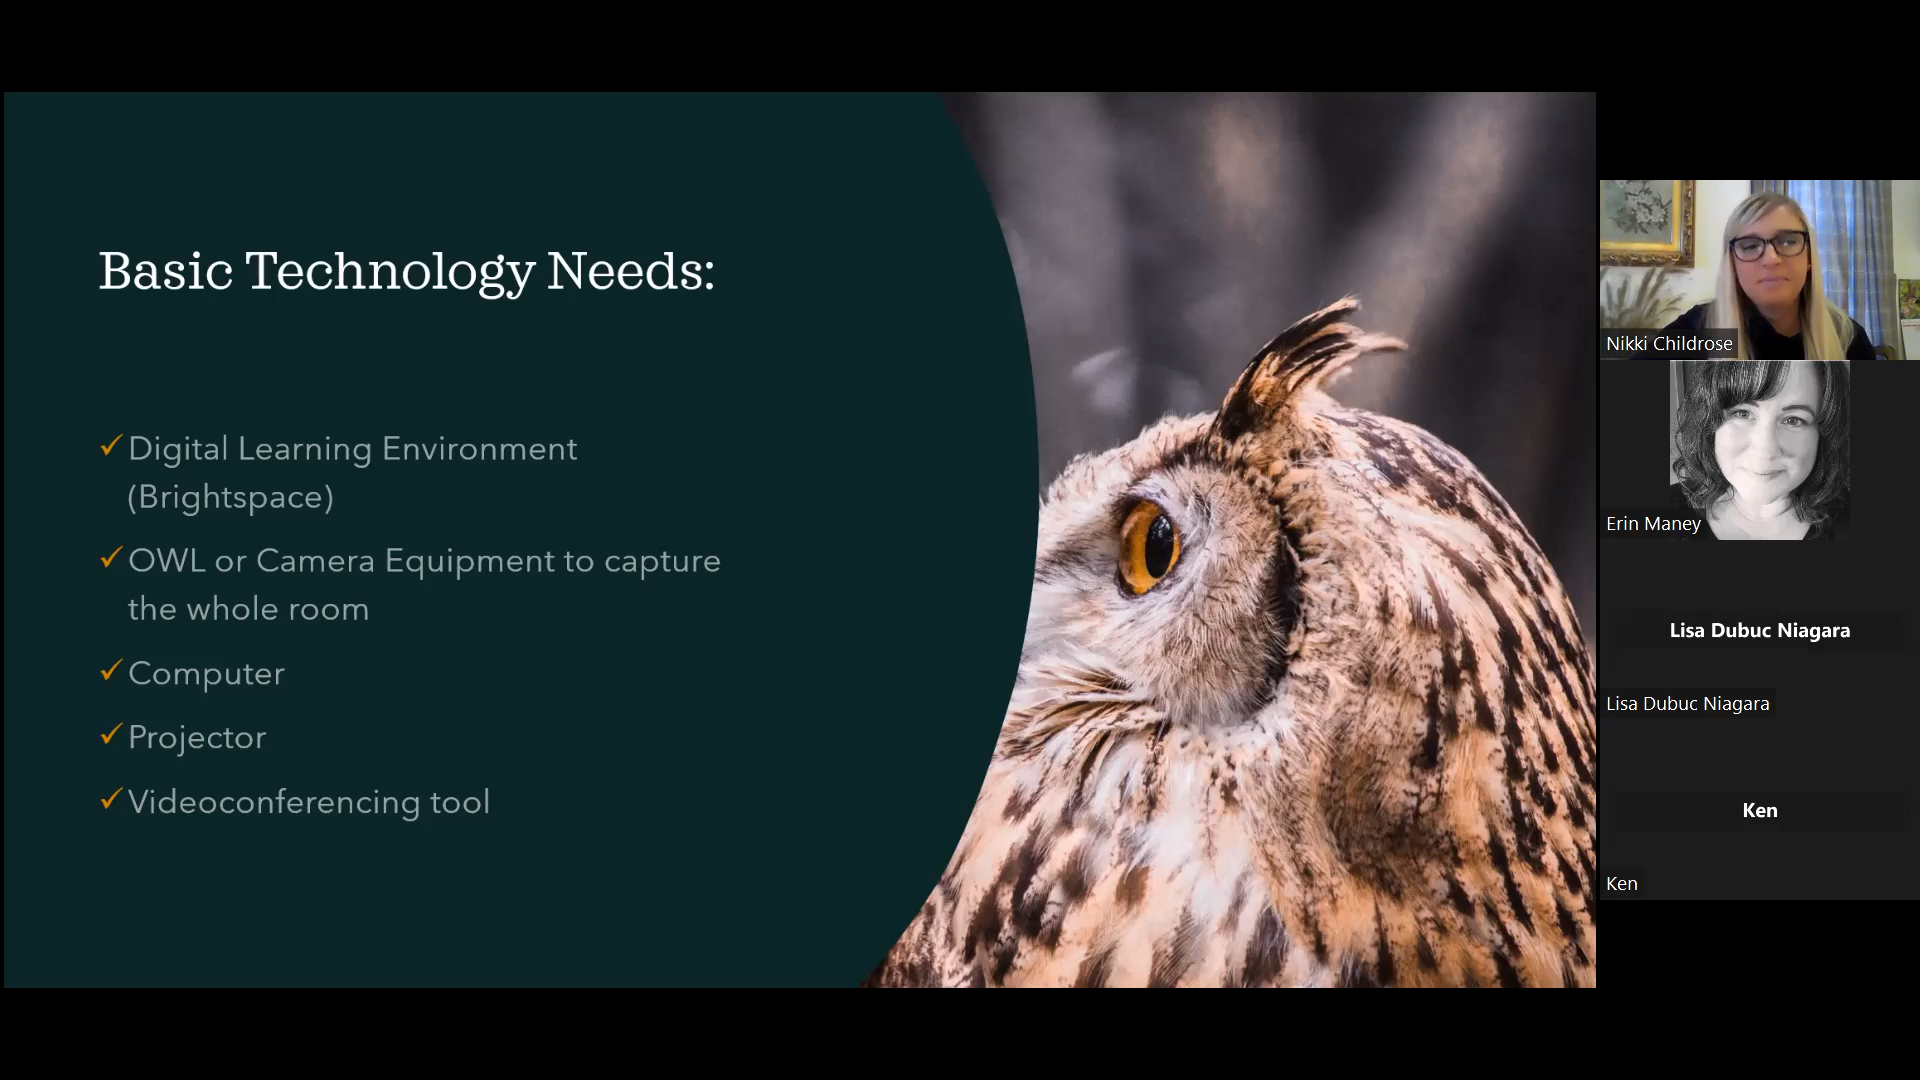 Basic Technology Needs:
✓Digital Learning Environment
(Brightspace)
✓OWL or Camera Equipment to capture
the whole room
✓Computer
✓Projector
✓Videoconferencing tool
Nikki Childrose
Erin Maney
Lisa Dubuc Niagara
Lisa Dubuc Niagara
Ken
Ken